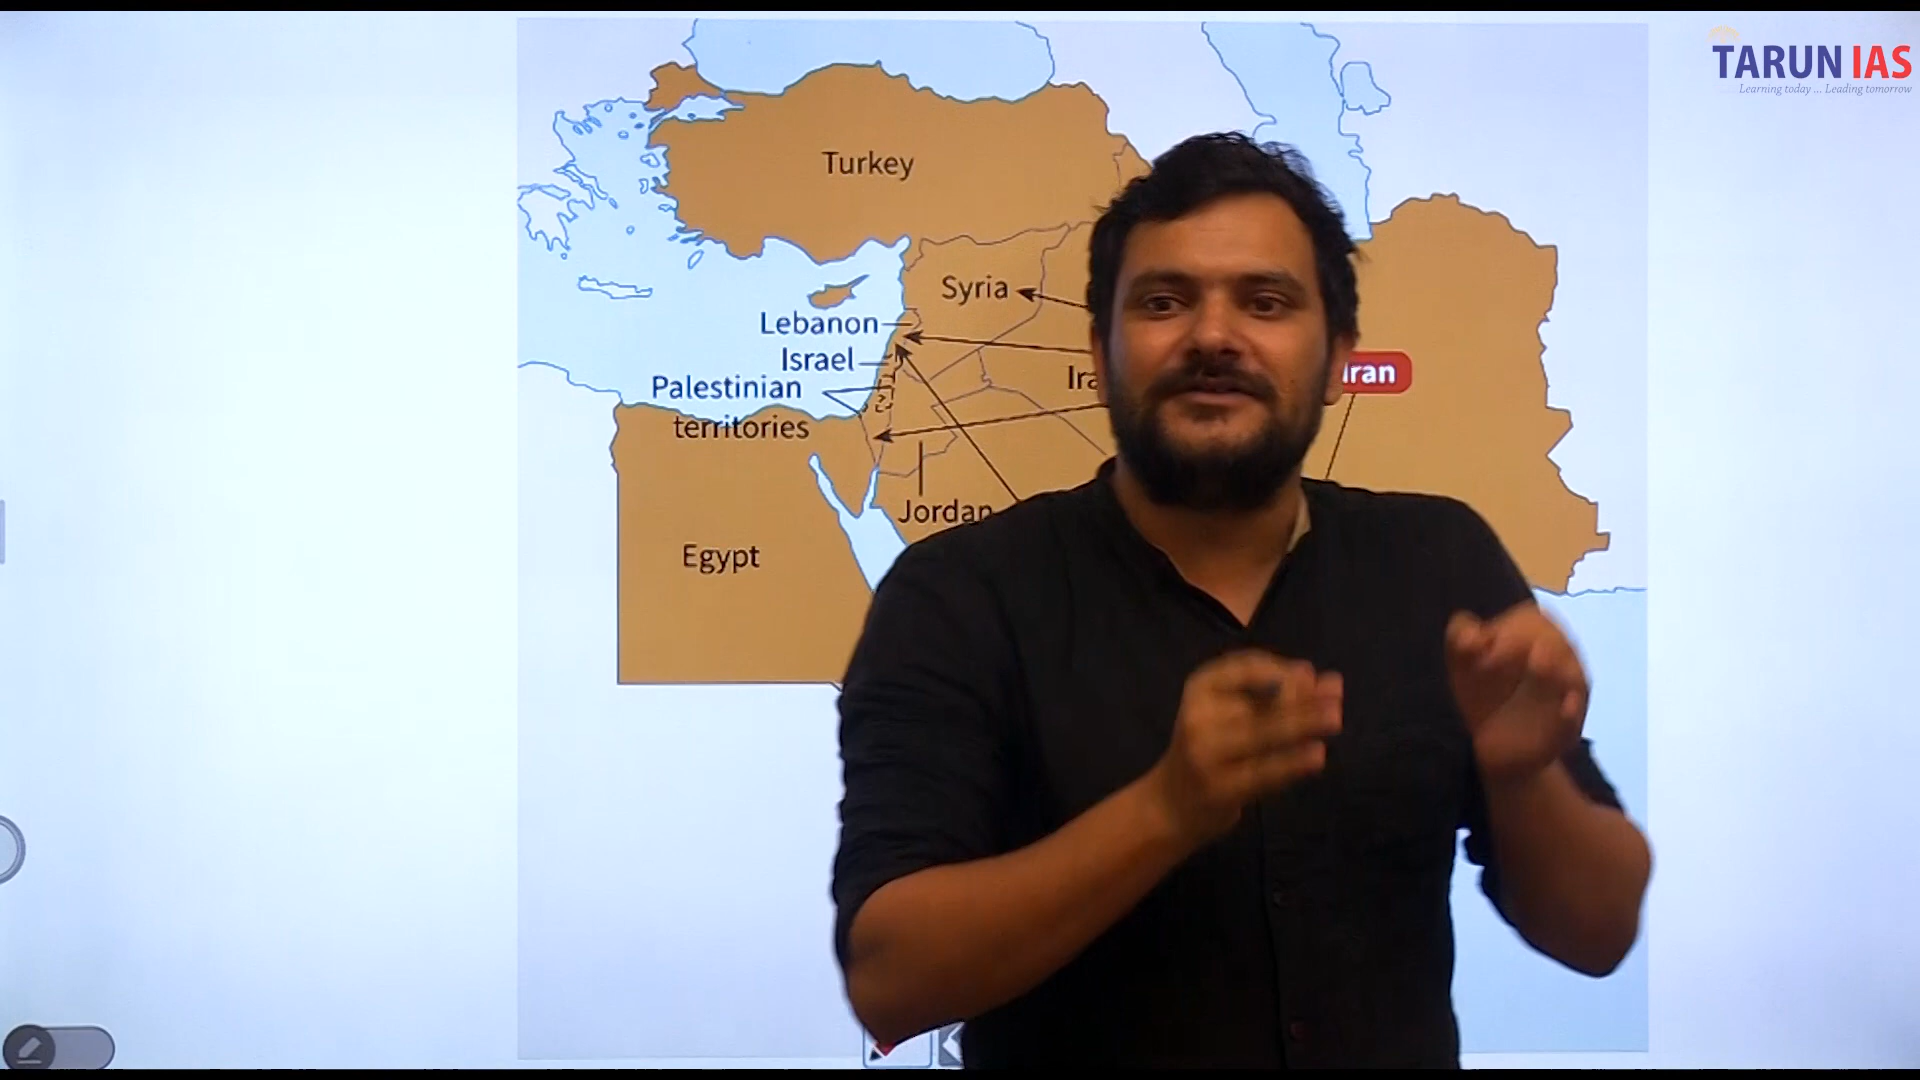 TARUN IAS
Learning today ... Leading tomorrow
Turkey
Syria
Lebanon
Israel
Iran
Palestinian
territories
Jordan
Egypt